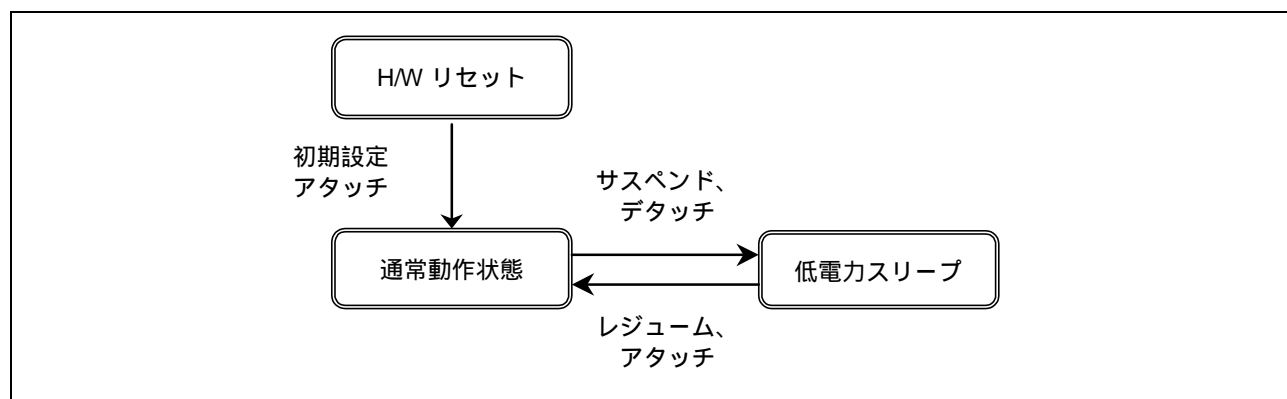 H/W リセット
初期設定
アタッチ
サスペンド、
デタッチ
通常動作状態
低電力スリープ
レジューム、
アタッチ